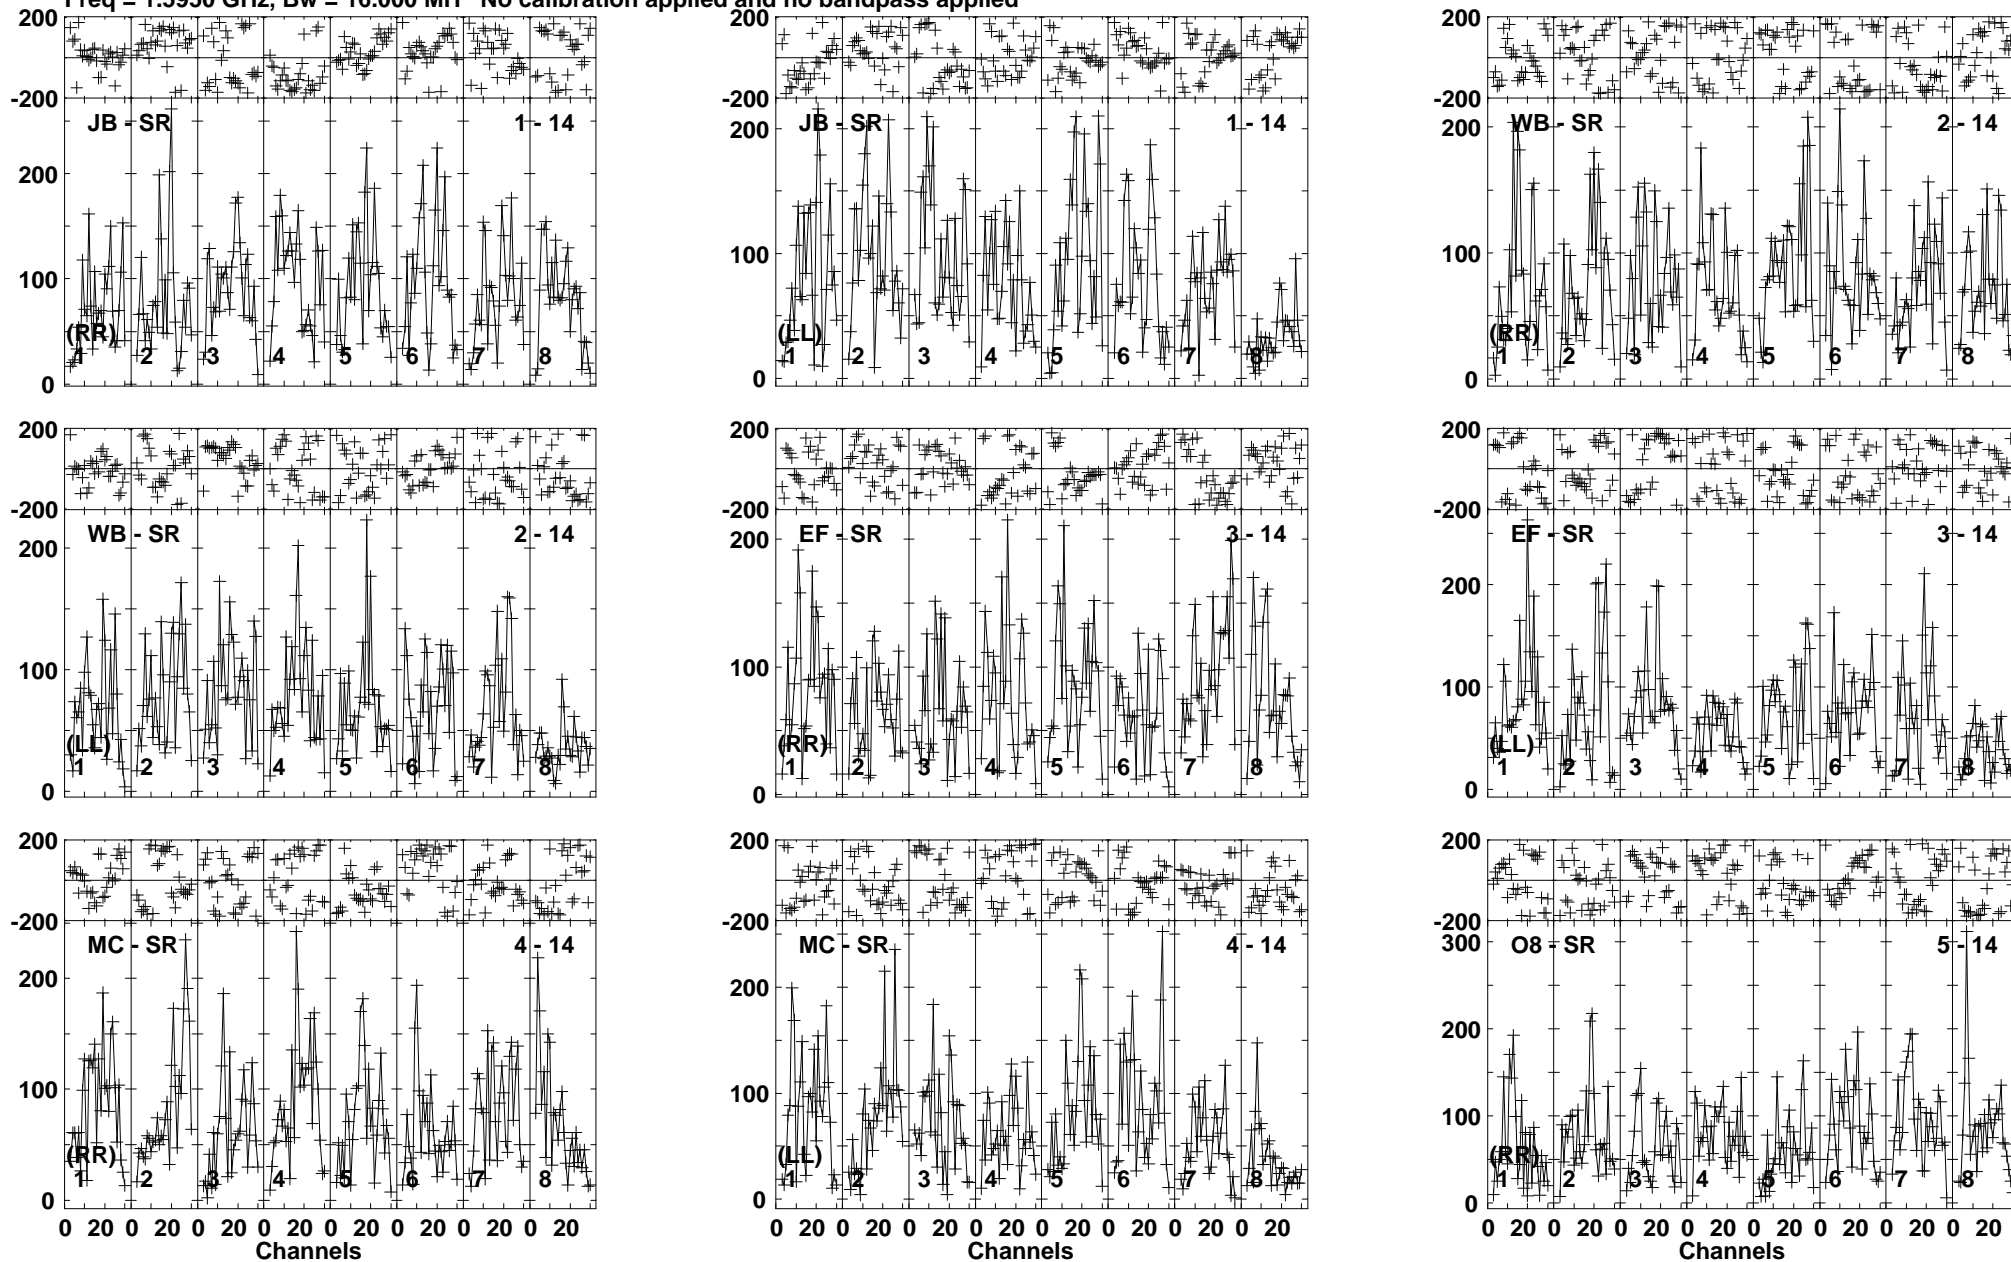 Freq = 1.5950 GHz, Bw = 16.000 MH No calibration applied and no bandpass applied
200 200 200
-200 -200 -200
JB - SR 1 - 14 JB - SR 1 - 14 WB - SR 2 - 14
200 200 200
100 100 100
(RR) (LL) (RR)
1 2 3 4 5 6 7 8 1 2 3 4 5 6 7 8 1 2 3 4 5 6 7 8
0 0 0
200 200 200
-200 -200 -200
WB - SR 2 - 14 EF - SR 3 - 14 EF - SR 3 - 14
200 200 200
100 100 100
(LL) (RR) (LL)
1 2 3 4 5 6 7 8 1 2 3 4 5 6 7 8 1 2 3 4 5 6 7 8
0 0 0
200 200 200
-200 -200 -200
MC - SR 4 - 14 MC - SR 4 - 14 O8 - SR 5 - 14
300
200 200 200
100 100 100
(RR) (LL) (RR)
1 2 3 4 5 6 7 8 1 2 3 4 5 6 7 8 1 2 3 4 5 6 7 8
0 0 0
0 20 0 20 0 20 0 20 0 20 0 20 0 20 0 20 0 20 0 20 0 20 0 20 0 20 0 20 0 20 0 20 0 20 0 20 0 20 0 20 0 20 0 20 0 20 0 20
Channels Channels Channels